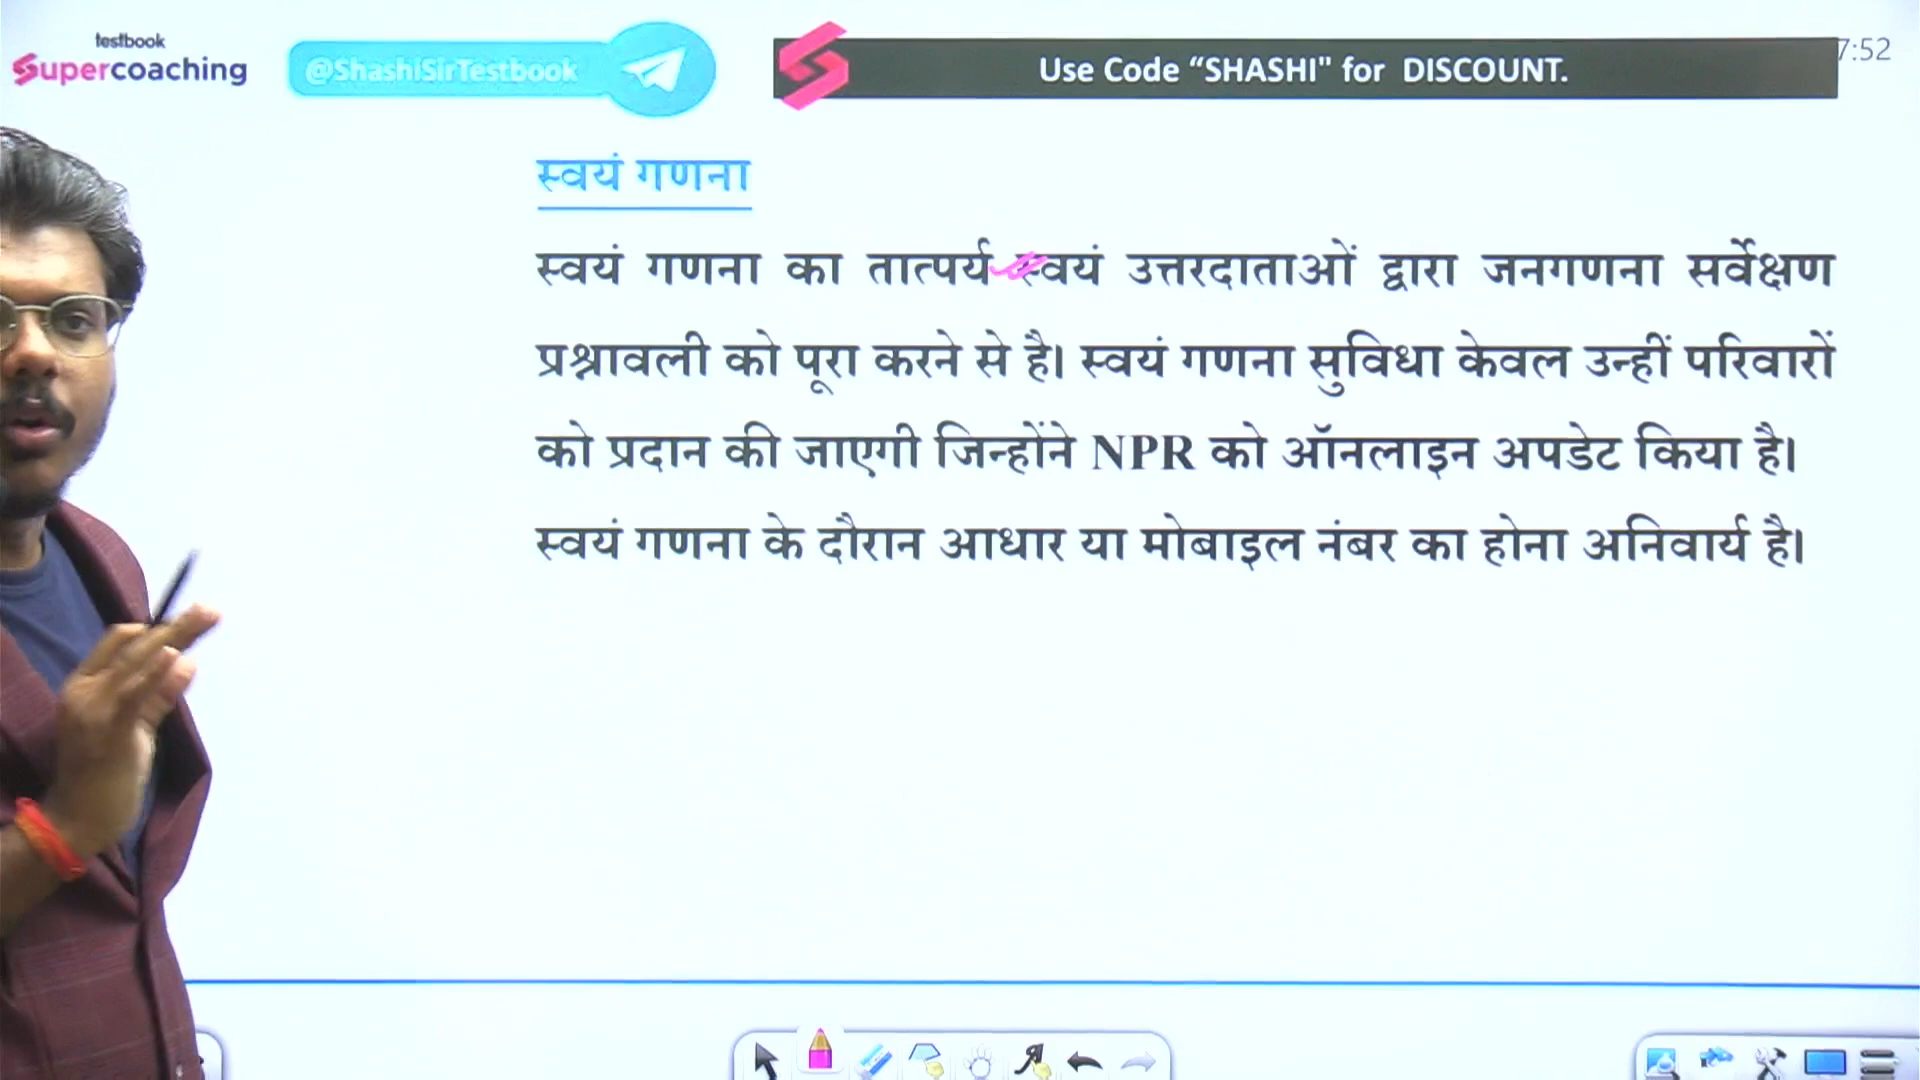 testbook
Supercoaching
@ShashiSirTestbook
Use Code “SHASHI" for DISCOUNT.
7:52
स्वयं गणना
स्वयं गणना का तात्पर्य स्वयं उत्तरदाताओं द्वारा जनगणना सर्वेक्षण
प्रश्नावली को पूरा करने से है। स्वयं गणना सुविधा केवल उन्हीं परिवारों
को प्रदान की जाएगी जिन्होंने NPR को ऑनलाइन अपडेट किया है।
स्वयं गणना के दौरान आधार या मोबाइल नंबर का होना अनिवार्य है।